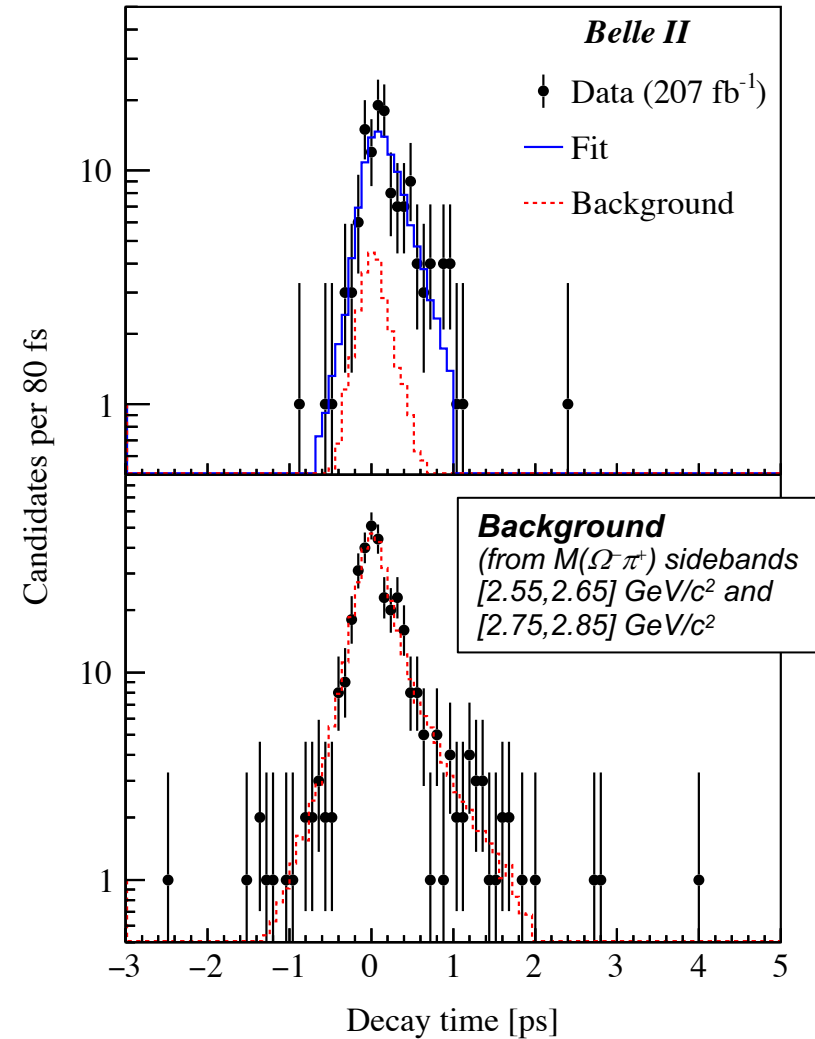 Belle II
Data (207 fb⁻¹)
Fit
Background
10
1
Candidates per 80 fs
Background
(from M(Ω⁻π⁺) sidebands
[2.55,2.65] GeV/c² and
[2.75,2.85] GeV/c²
10
1
−3 −2 −1 0 1 2 3 4 5
Decay time [ps]